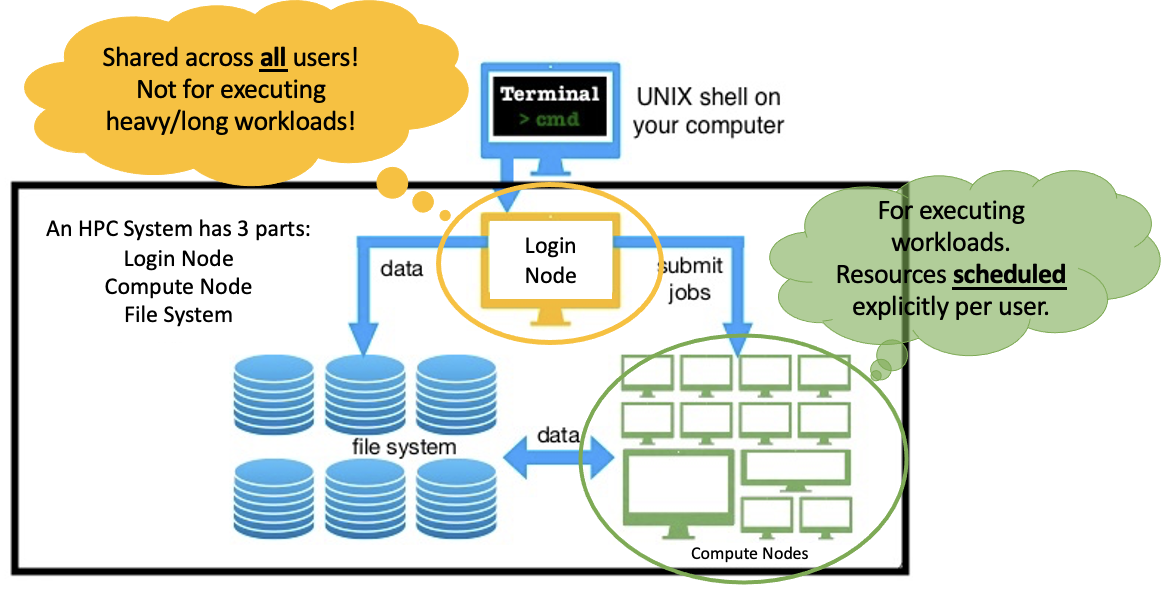 Shared across all users!
Not for executing
heavy/long workloads!
Terminal
> cmd
UNIX shell on
your computer
An HPC System has 3 parts:
Login Node
Compute Node
File System
Login
Node
data
submit
jobs
For executing
workloads.
Resources scheduled
explicitly per user.
file system
data
Compute Nodes